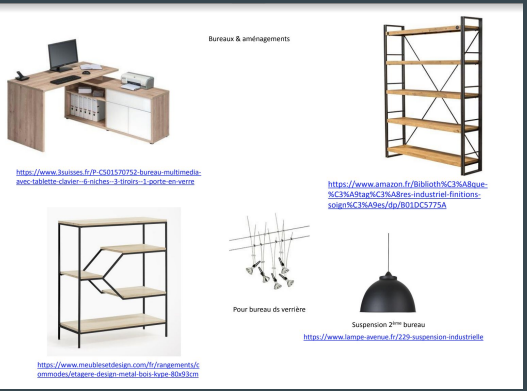 Bureaux & aménagements
https://www.3suisses.fr/P-C501570752-bureau-multimedia-
avec-tablette-clavier--6-niches--3-tiroirs--1-porte-en-verre
https://www.amazon.fr/Biblioth%C3%A8que-
%C3%A9tag%C3%A8res-industriel-finitions-
soign%C3%A9es/dp/B01DC5775A
Pour bureau ds verrière
Suspension 2ème bureau
https://www.lampe-avenue.fr/229-suspension-industrielle
https://www.meublesetdesign.com/fr/rangements/c
ommodes/etagere-design-metal-bois-kype-80x93cm